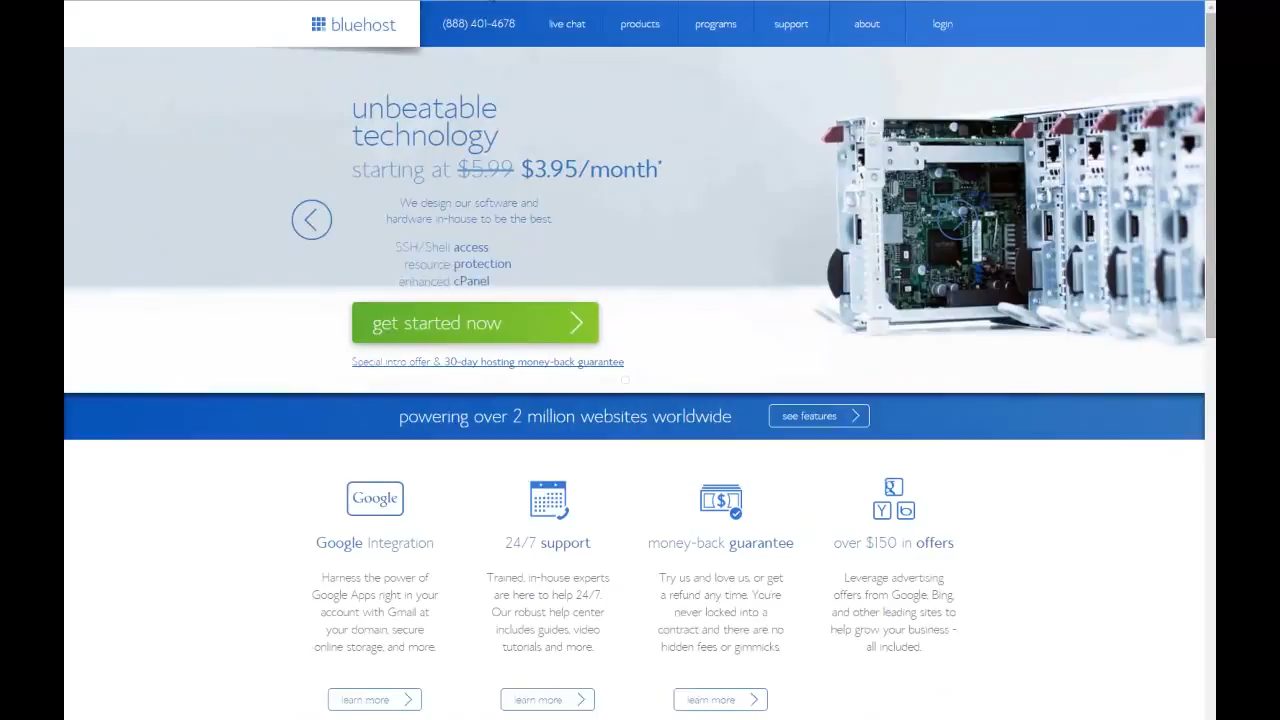 bluehost
(888) 401-4678
live chat
products
programs
support
about
login
unbeatable
technology
starting at $5.99 $3.95/month*
We design our software and
hardware in-house to be the best.
SSH/Shell access
resource protection
enhanced cPanel
get started now
Special intro offer & 30-day hosting money-back guarantee
powering over 2 million websites worldwide
see features
Google
Google Integration
Harness the power of
Google Apps right in your
account with Gmail at
your domain, secure
online storage, and more.
learn more
24/7 support
Trained, in-house experts
are here to help 24/7.
Our robust help center
includes guides, video
tutorials and more.
learn more
$
money-back guarantee
Try us and love us, or get
a refund any time. You're
never locked into a
contract and there are no
hidden fees or gimmicks.
learn more
g
Y b
over $150 in offers
Leverage advertising
offers from Google, Bing,
and other leading sites to
help grow your business -
all included.